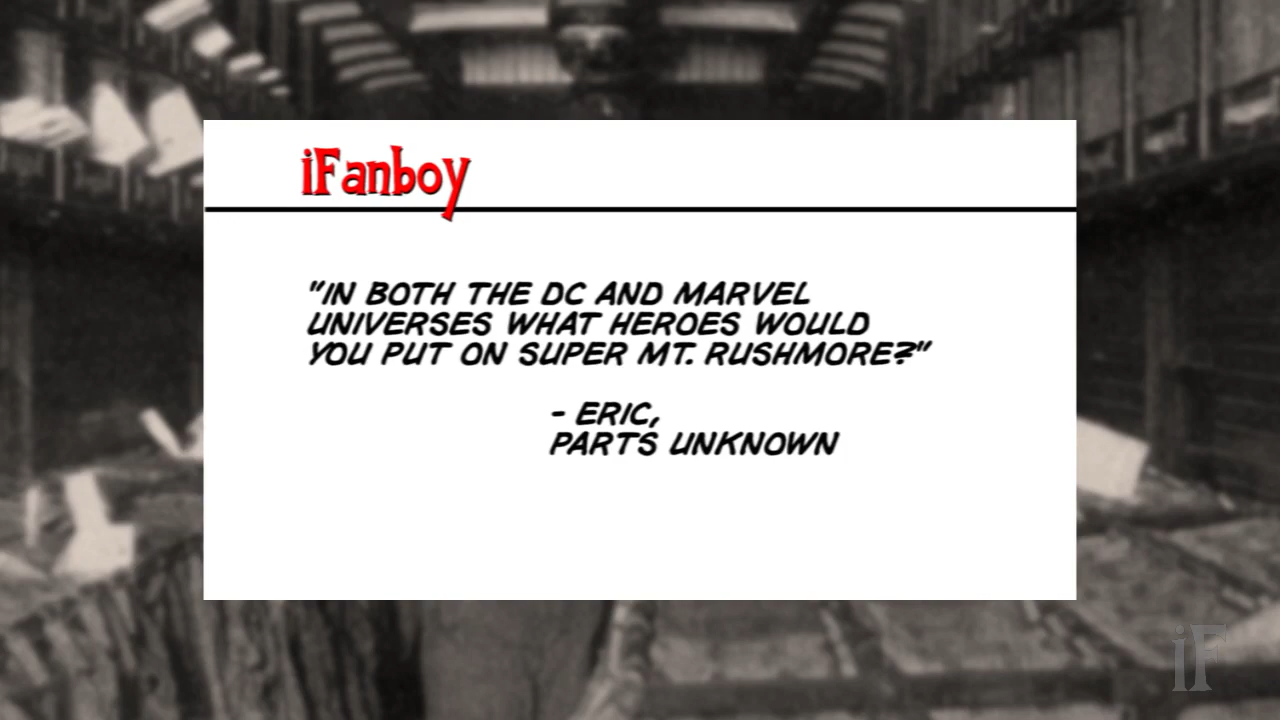 iFanboy
"IN BOTH THE DC AND MARVEL
UNIVERSES WHAT HEROES WOULD
YOU PUT ON SUPER MT. RUSHMORE?"
- ERIC,
PARTS UNKNOWN
iF